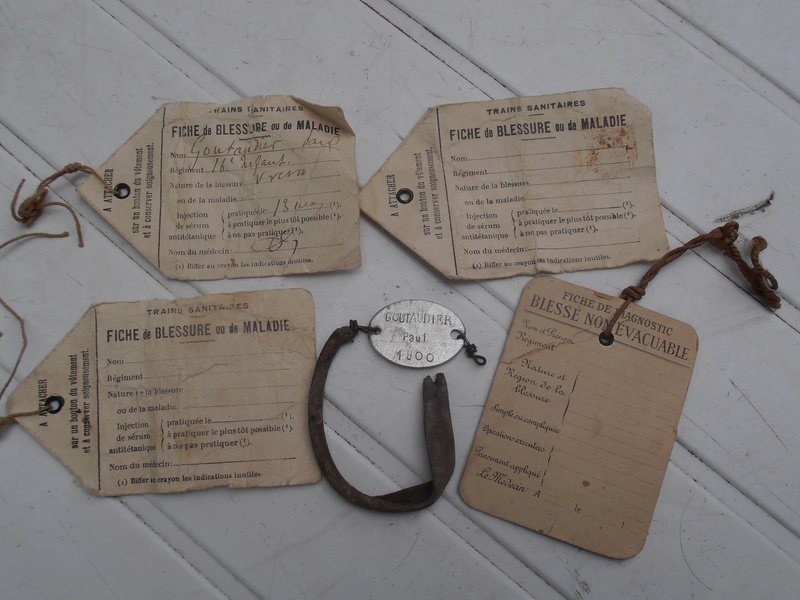 TRAINS SANITAIRES
FICHE de BLESSURE ou de MALADIE
Nom Goutaudier Paul
Régiment 16e Infant
Nature de la blessure
ou de la maladie
Injection de sérum antitétanique
pratiquée le 13 (1).
à pratiquer le plus tôt possible (1).
à ne pas pratiquer (1).
Nom du médecin:
(1) Biffer au crayon les indications inutiles.
A ATTACHER
sur un bouton du vêtement
et à conserver soigneusement.
TRAINS SANITAIRES
FICHE de BLESSURE ou de MALADIE
Nom
Régiment
Nature de la blessure
ou de la maladie
Injection de sérum antitétanique
pratiquée le (1).
à pratiquez le plus tôt possible (1).
à ne pas pratiquer (1).
Nom du médecin:
(1) Biffer au crayon les indications inutiles.
A ATTACHER
sur un bouton du vêtement
et à conserver soigneusement.
TRAINS SANITAIRES
FICHE de BLESSURE ou de MALADIE
Nom
Régiment
Nature de la blessure
ou de la maladie
Injection de sérum antitétanique
pratiquée le (1).
à pratiquer le plus tôt possible (1).
à ne pas pratiquer (1).
Nom du médecin:
(1) Biffer au crayon les indications inutiles.
A ATTACHER
sur un bouton du vêtement
et à conserver soigneusement.
GOUTAUDIER
Paul
1900
FICHE DE DIAGNOSTIC
BLESSÉ NON ÉVACUABLE
Nom et Prénom
Régiment
Nature et
Région de la
blessure
Simple ou compliquée
Opérations exécutées
Pansement appliqué
Le Médecin
A le 1